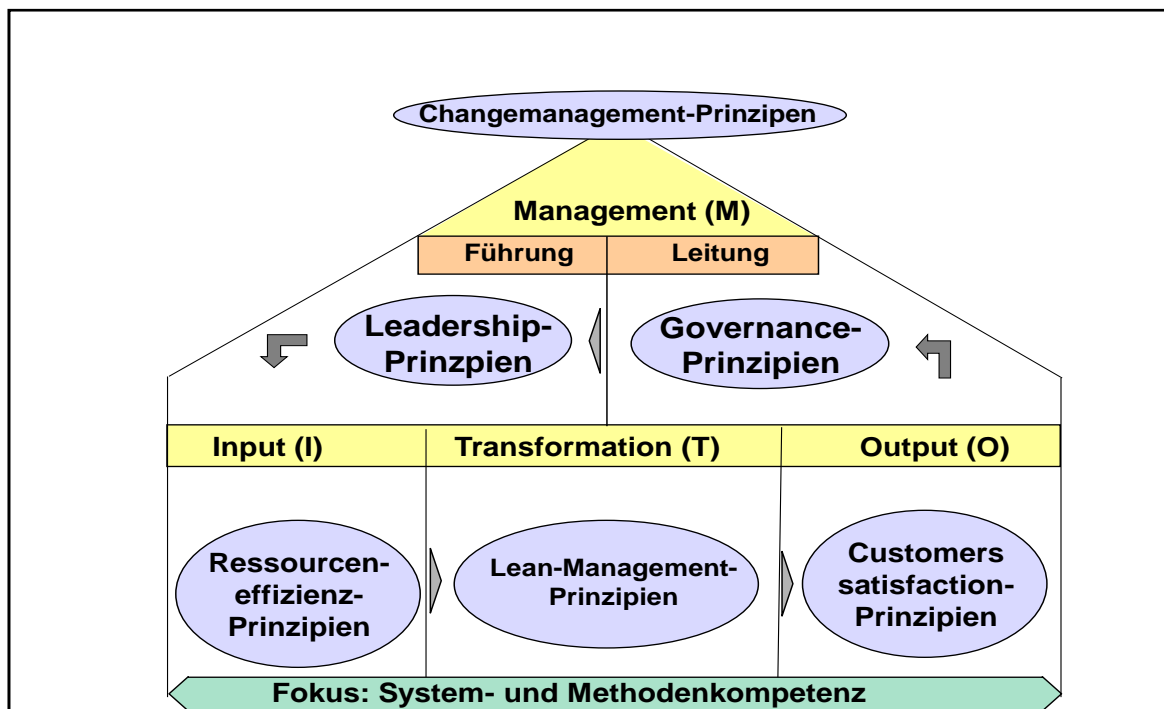 Changemanagement-Prinzipen
Management (M)
Führung Leitung
Leadership-
Prinzpien
Governance-
Prinzipien
Input (I) Transformation (T) Output (O)
Ressourcen-
effizienz-
Prinzipien
Lean-Management-
Prinzipien
Customers
satisfaction-
Prinzipien
Fokus: System- und Methodenkompetenz